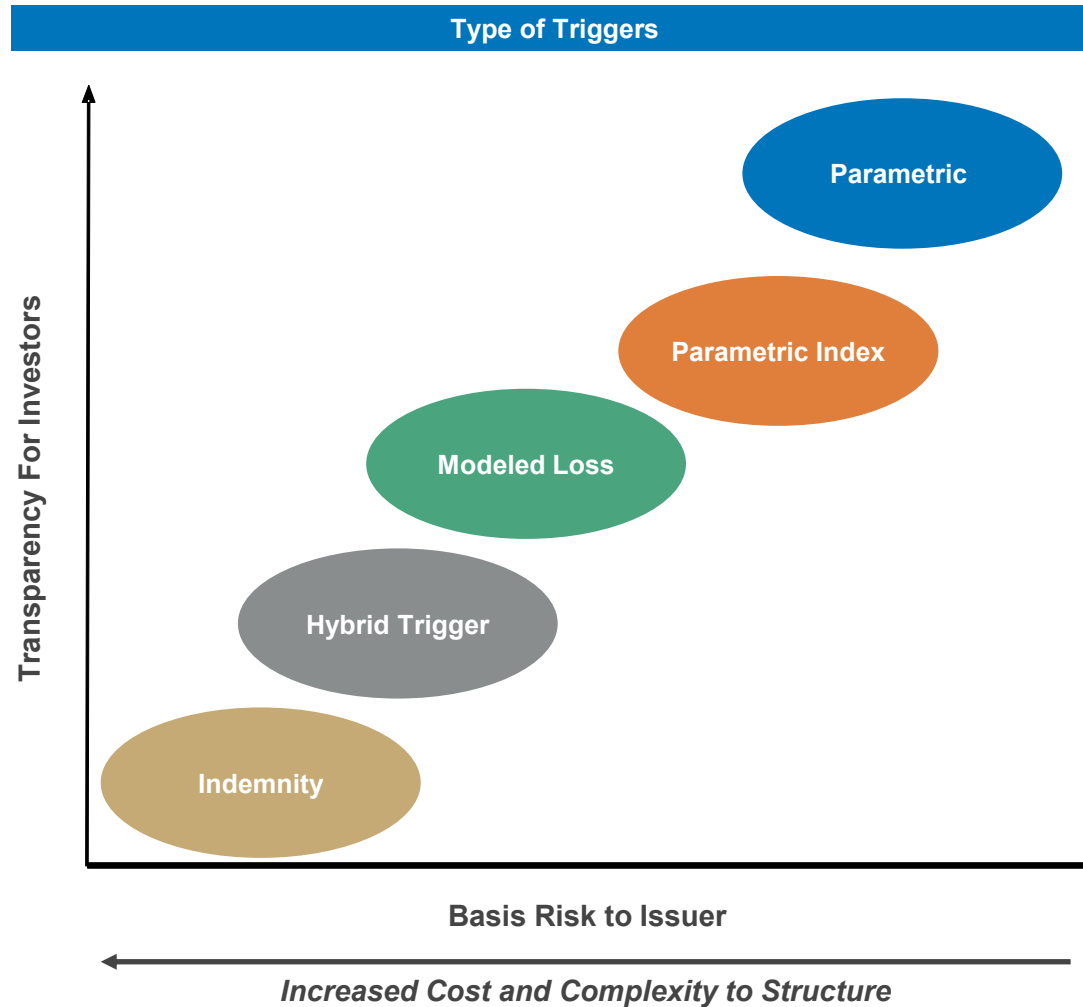 Type of Triggers
Parametric
Parametric Index
Modeled Loss
Hybrid Trigger
Indemnity
Transparency For Investors
Basis Risk to Issuer
Increased Cost and Complexity to Structure